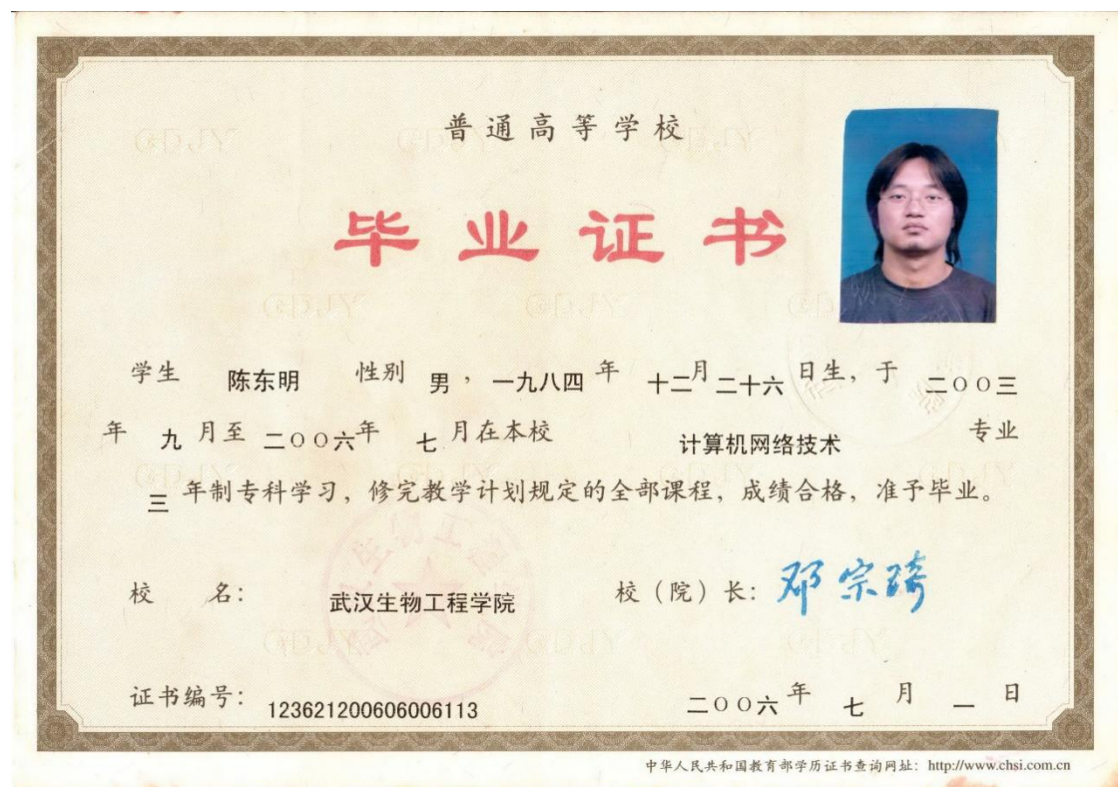 普通高等学校
毕业证书
学生 陈东明 性别 男，一九八四 年 十二月 二十六 日生，于 二〇〇三
年 九 月至 二〇〇六年 七 月在本校 计算机网络技术 专业
三 年制专科学习，修完教学计划规定的全部课程，成绩合格，准予毕业。
校 名： 武汉生物工程学院 校（院）长：邓宗琦
证书编号： 123621200606006113 二〇〇六 年 七 月 一 日
中华人民共和国教育部学历证书查询网址：http://www.chsi.com.cn